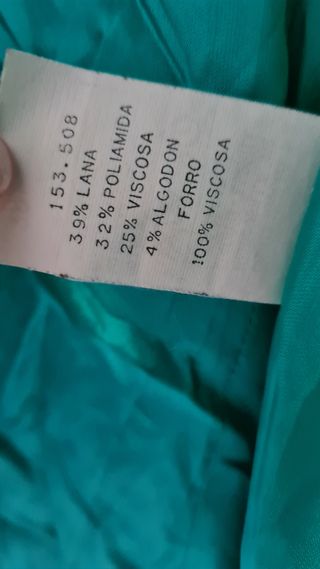 153.508
39% LANA
32% POLIAMIDA
25% VISCOSA
4% ALGODON
FORRO
100% VISCOSA